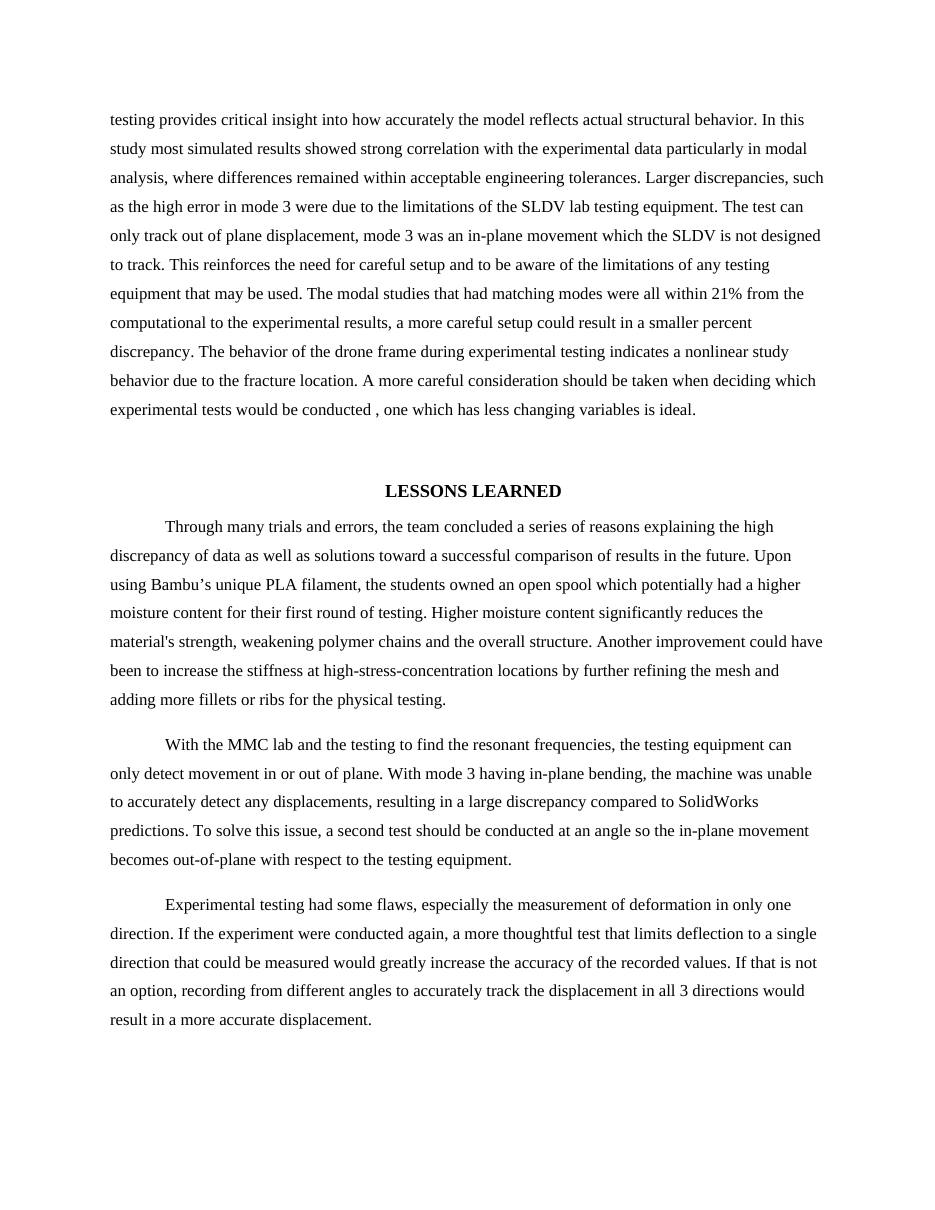 testing provides critical insight into how accurately the model reflects actual structural behavior. In this
study most simulated results showed strong correlation with the experimental data particularly in modal
analysis, where differences remained within acceptable engineering tolerances. Larger discrepancies, such
as the high error in mode 3 were due to the limitations of the SLDV lab testing equipment. The test can
only track out of plane displacement, mode 3 was an in-plane movement which the SLDV is not designed
to track. This reinforces the need for careful setup and to be aware of the limitations of any testing
equipment that may be used. The modal studies that had matching modes were all within 21% from the
computational to the experimental results, a more careful setup could result in a smaller percent
discrepancy. The behavior of the drone frame during experimental testing indicates a nonlinear study
behavior due to the fracture location. A more careful consideration should be taken when deciding which
experimental tests would be conducted , one which has less changing variables is ideal.
LESSONS LEARNED
Through many trials and errors, the team concluded a series of reasons explaining the high
discrepancy of data as well as solutions toward a successful comparison of results in the future. Upon
using Bambu’s unique PLA filament, the students owned an open spool which potentially had a higher
moisture content for their first round of testing. Higher moisture content significantly reduces the
material's strength, weakening polymer chains and the overall structure. Another improvement could have
been to increase the stiffness at high-stress-concentration locations by further refining the mesh and
adding more fillets or ribs for the physical testing.
With the MMC lab and the testing to find the resonant frequencies, the testing equipment can
only detect movement in or out of plane. With mode 3 having in-plane bending, the machine was unable
to accurately detect any displacements, resulting in a large discrepancy compared to SolidWorks
predictions. To solve this issue, a second test should be conducted at an angle so the in-plane movement
becomes out-of-plane with respect to the testing equipment.
Experimental testing had some flaws, especially the measurement of deformation in only one
direction. If the experiment were conducted again, a more thoughtful test that limits deflection to a single
direction that could be measured would greatly increase the accuracy of the recorded values. If that is not
an option, recording from different angles to accurately track the displacement in all 3 directions would
result in a more accurate displacement.